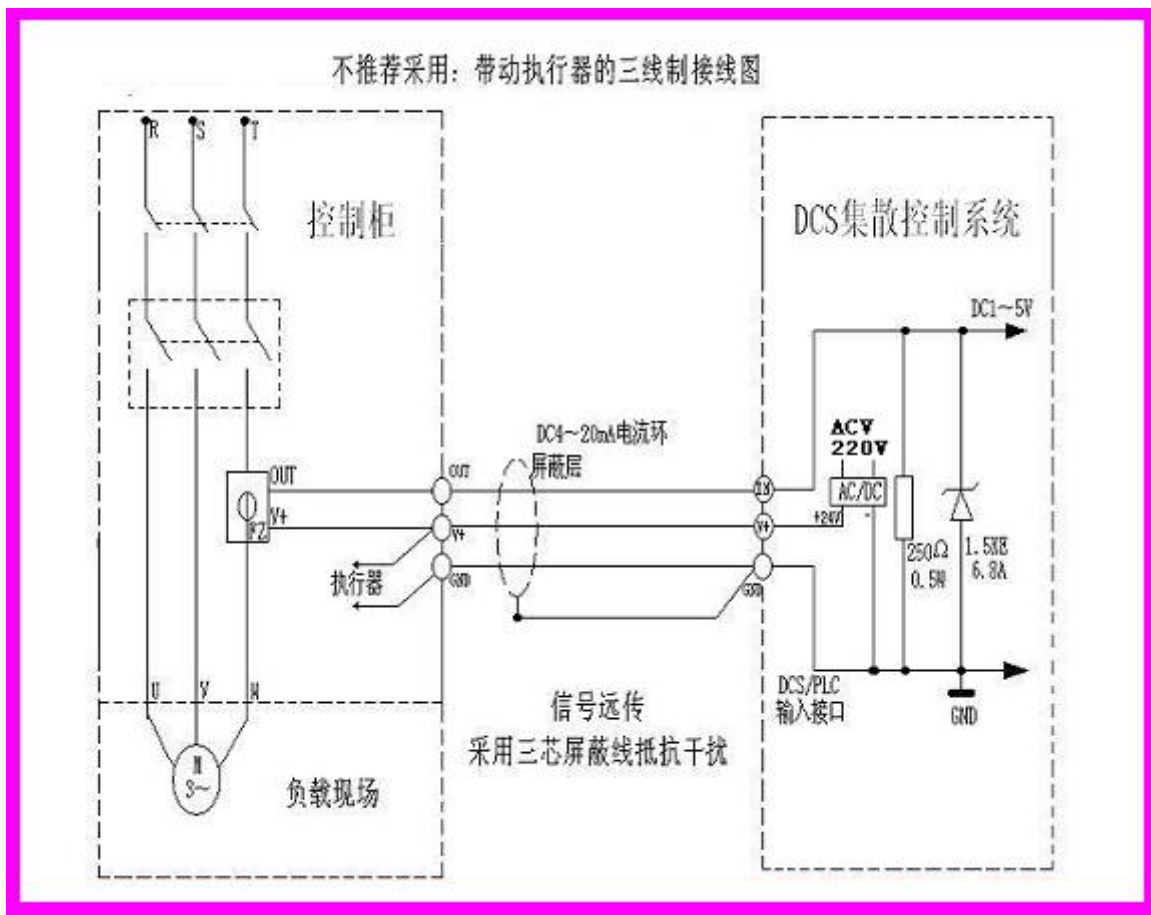 不推荐采用：带动执行器的三线制接线图
R S T
控制柜
DCS集散控制系统
DC1～5V
DC4～20mA电流环
屏蔽层
ACV
220V
OUT
OUT
IN
AC/DC
V+
V+
V+
+24V
-
250Ω
0.5W
1.5KE
6.8A
执行器
GND
GND
U V W
DCS/PLC
输入接口
GND
信号远传
采用三芯屏蔽线抵抗干扰
M
3～
负载现场